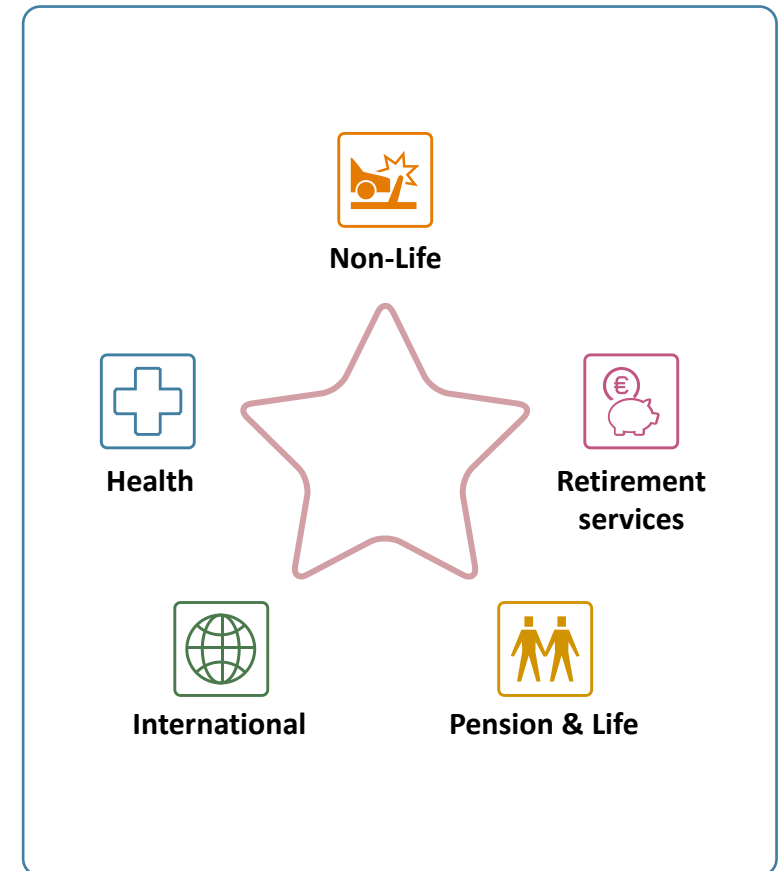 Non-Life
€
Health
Retirement
services
International
Pension & Life